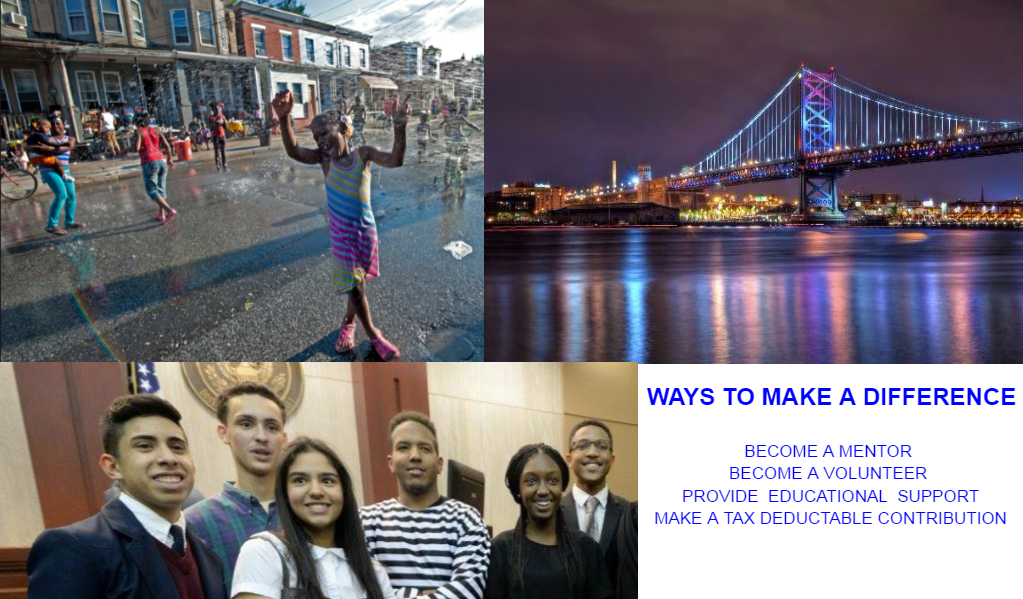 WAYS TO MAKE A DIFFERENCE
BECOME A MENTOR
BECOME A VOLUNTEER
PROVIDE EDUCATIONAL SUPPORT
MAKE A TAX DEDUCTABLE CONTRIBUTION